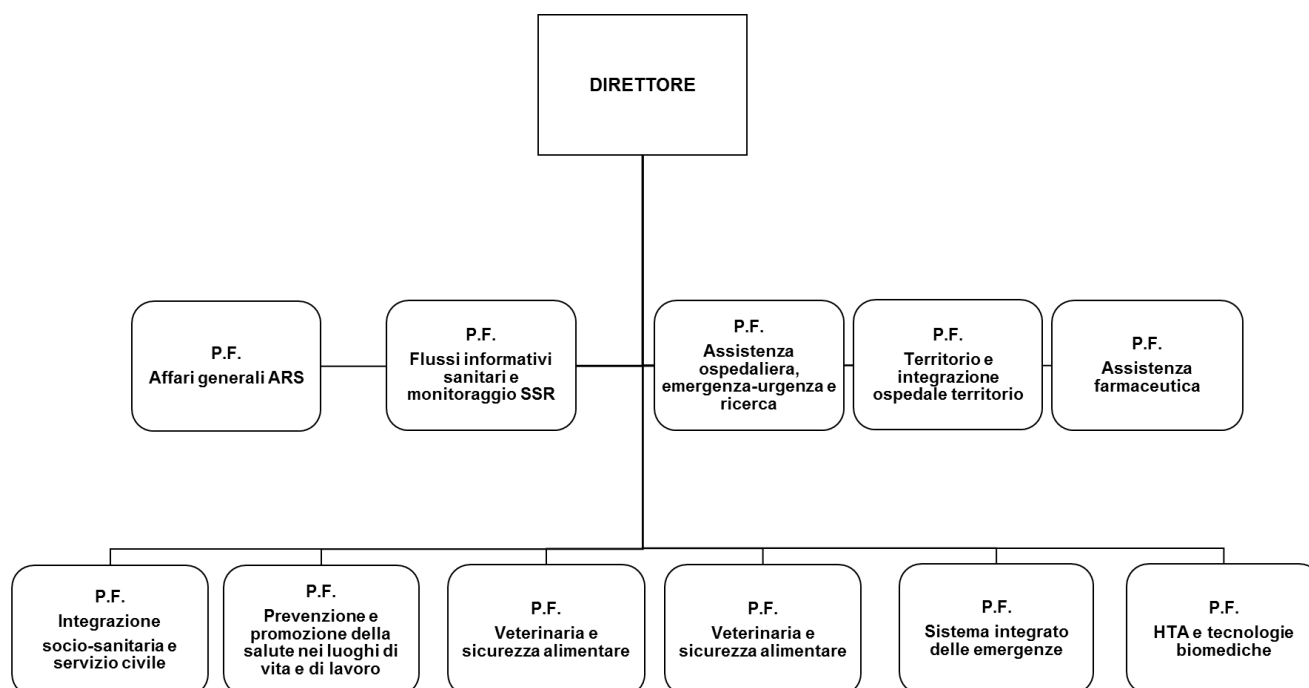 DIRETTORE
P.F.
Affari generali ARS
P.F.
Flussi informativi
sanitari e
monitoraggio SSR
P.F.
Assistenza
ospedaliera,
emergenza-urgenza e
ricerca
P.F.
Territorio e
integrazione
ospedale territorio
P.F.
Assistenza
farmaceutica
P.F.
Integrazione
socio-sanitaria e
servizio civile
P.F.
Prevenzione e
promozione della
salute nei luoghi di
vita e di lavoro
P.F.
Veterinaria e
sicurezza alimentare
P.F.
Veterinaria e
sicurezza alimentare
P.F.
Sistema integrato
delle emergenze
P.F.
HTA e tecnologie
biomediche